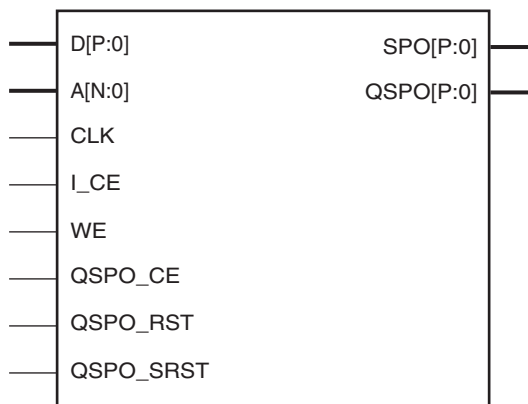 D[P:0]
SPO[P:0]
A[N:0]
QSPO[P:0]
CLK
I_CE
WE
QSPO_CE
QSPO_RST
QSPO_SRST